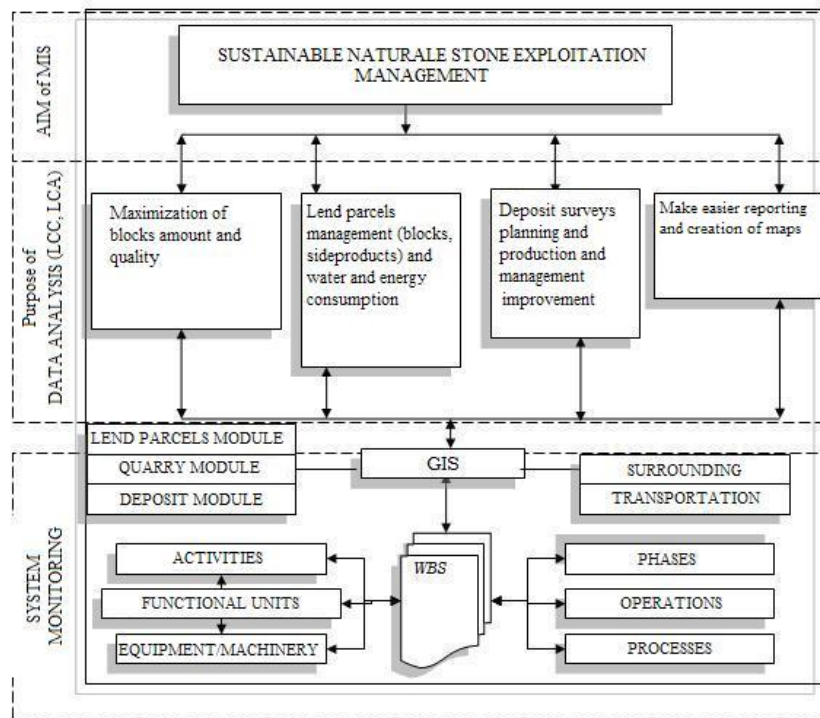 AIM of MIS
SUSTAINABLE NATURALE STONE EXPLOITATION
MANAGEMENT
Purpose of
DATA ANALYSIS (LCC, LCA)
Maximization of
blocks amount and
quality
Lend parcels
management (blocks,
sideproducts) and
water and energy
consumption
Deposit surveys
planning and
production and
management
improvement
Make easier reporting
and creation of maps
SYSTEM
MONITORING
LEND PARCELS MODULE
QUARRY MODULE
DEPOSIT MODULE
GIS
SURROUNDING
TRANSPORTATION
ACTIVITIES
FUNCTIONAL UNITS
EQUIPMENT/MACHINERY
WBS
PHASES
OPERATIONS
PROCESSES